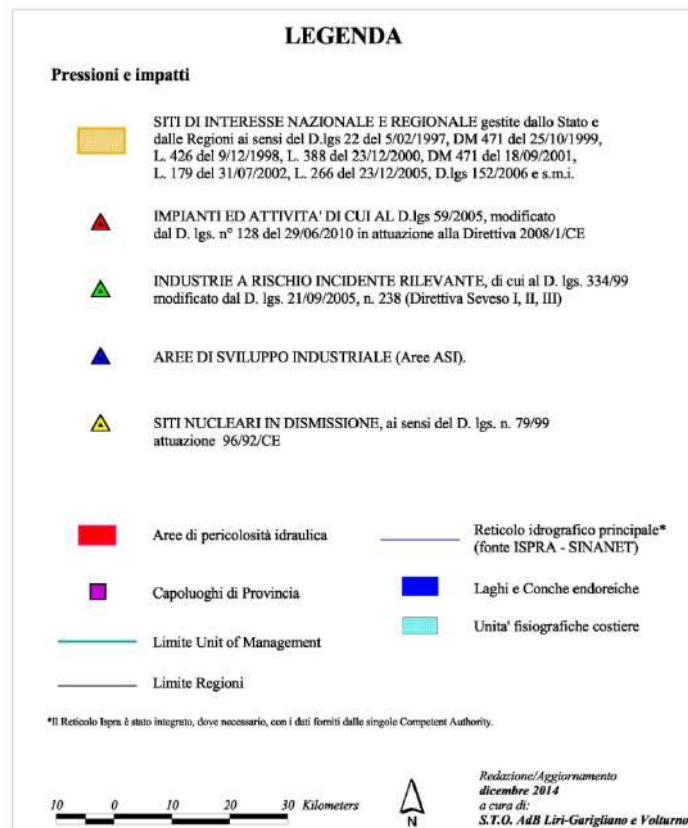 LEGENDA
Pressioni e impatti
SITI DI INTERESSE NAZIONALE E REGIONALE gestite dallo Stato e
dalle Regioni ai sensi del D.lgs 22 del 5/02/1997, DM 471 del 25/10/1999,
L. 426 del 9/12/1998, L. 388 del 23/12/2000, DM 471 del 18/09/2001,
L. 179 del 31/07/2002, L. 266 del 23/12/2005, D.lgs 152/2006 e s.m.i.
IMPIANTI ED ATTIVITA' DI CUI AL D.lgs 59/2005, modificato
dal D. lgs. n° 128 del 29/06/2010 in attuazione alla Direttiva 2008/1/CE
INDUSTRIE A RISCHIO INCIDENTE RILEVANTE, di cui al D. lgs. 334/99
modificato dal D. lgs. 21/09/2005, n. 238 (Direttiva Seveso I, II, III)
AREE DI SVILUPPO INDUSTRIALE (Aree ASI).
SITI NUCLEARI IN DISMISSIONE, ai sensi del D. lgs. n. 79/99
attuazione 96/92/CE
Aree di pericolosità idraulica
Capoluoghi di Provincia
Limite Unit of Management
Limite Regioni
Reticolo idrografico principale*
(fonte ISPRA - SINANET)
Laghi e Conche endoreiche
Unita' fisiografiche costiere
*Il Reticolo Ispra è stato integrato, dove necessario, con i dati forniti dalle singole Competent Authority.
10 0 10 20 30 Kilometers
N
Redazione/Aggiornamento
dicembre 2014
a cura di:
S.T.O. AdB Liri-Garigliano e Volturno